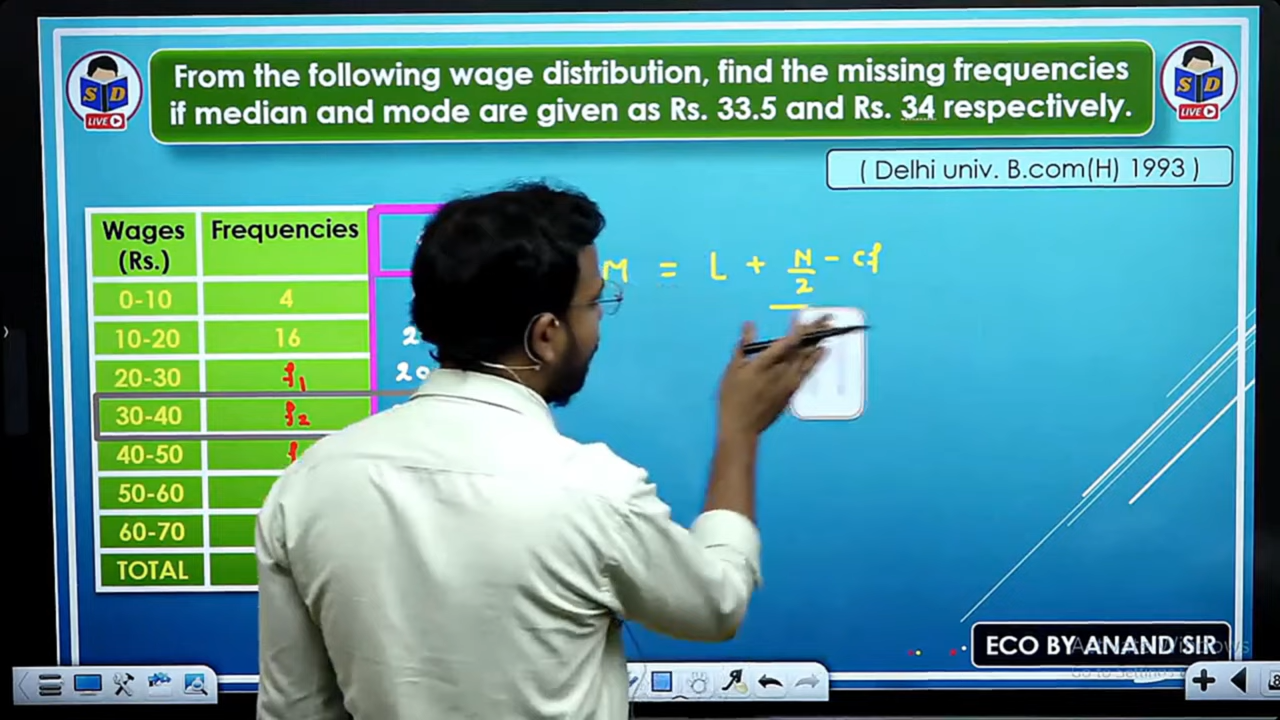 From the following wage distribution, find the missing frequencies
if median and mode are given as Rs. 33.5 and Rs. 34 respectively.
S D
LIVE
S D
LIVE
( Delhi univ. B.com(H) 1993 )
Wages (Rs.) Frequencies
0-10 4
10-20 16
20-30 f1
30-40 f2
40-50
50-60
60-70
TOTAL
M = L + N/2 - cf
ECO BY ANAND SIR